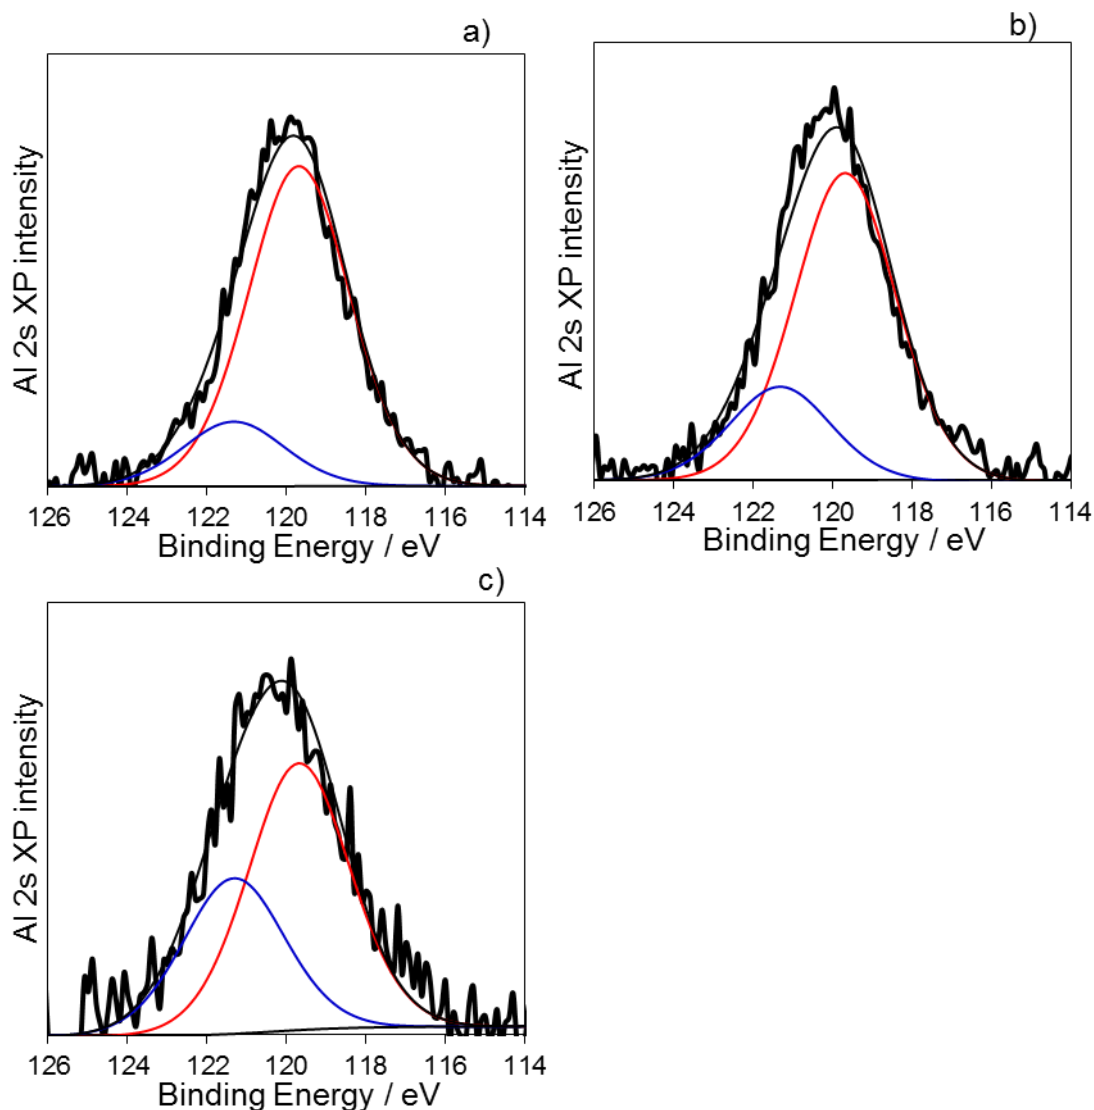 a)
Al 2s XP intensity
126 124 122 120 118 116 114
Binding Energy / eV
b)
Al 2s XP intensity
126 124 122 120 118 116 114
Binding Energy / eV
c)
Al 2s XP intensity
126 124 122 120 118 116 114
Binding Energy / eV